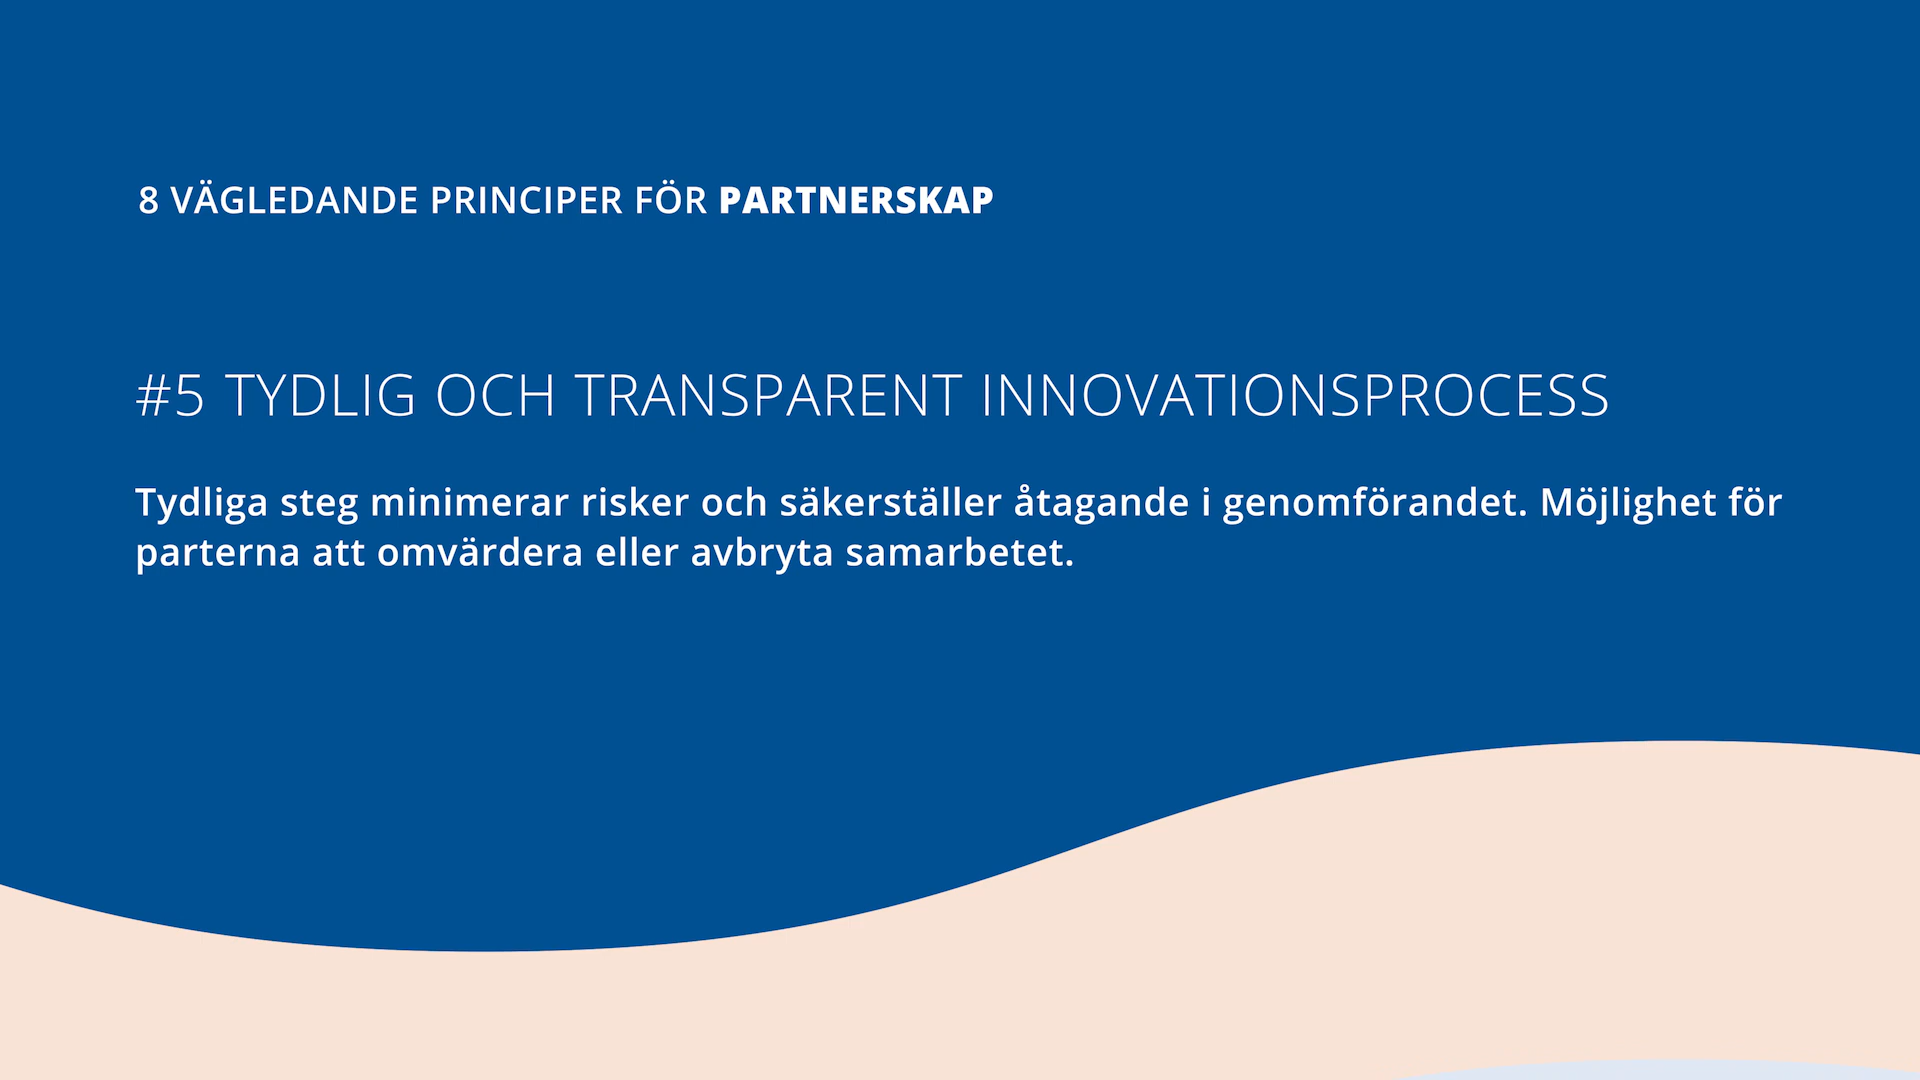 8 VÄGLEDANDE PRINCIPER FÖR PARTNERSKAP
#5 TYDLIG OCH TRANSPARENT INNOVATIONSPROCESS
Tydliga steg minimerar risker och säkerställer åtagande i genomförandet. Möjlighet för
parterna att omvärdera eller avbryta samarbetet.